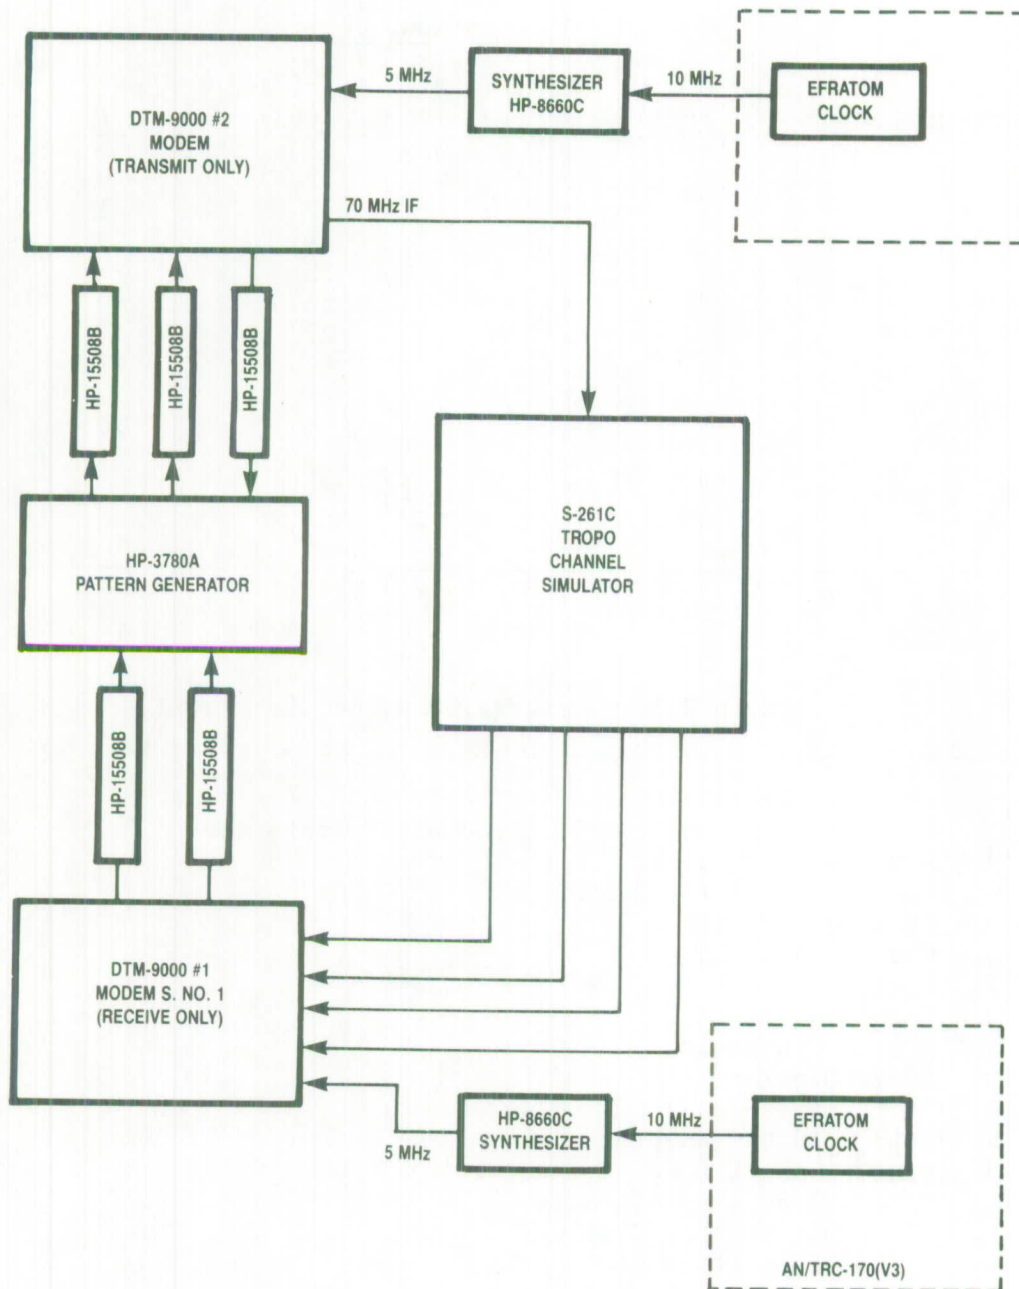 DTM-9000 #2
MODEM
(TRANSMIT ONLY)
5 MHz
SYNTHESIZER
HP-8660C
10 MHz
EFRATOM
CLOCK
70 MHz IF
HP-15508B
HP-15508B
HP-15508B
HP-3780A
PATTERN GENERATOR
S-261C
TROPO
CHANNEL
SIMULATOR
HP-15508B
HP-15508B
DTM-9000 #1
MODEM S. NO. 1
(RECEIVE ONLY)
5 MHz
HP-8660C
SYNTHESIZER
10 MHz
EFRATOM
CLOCK
AN/TRC-170(V3)